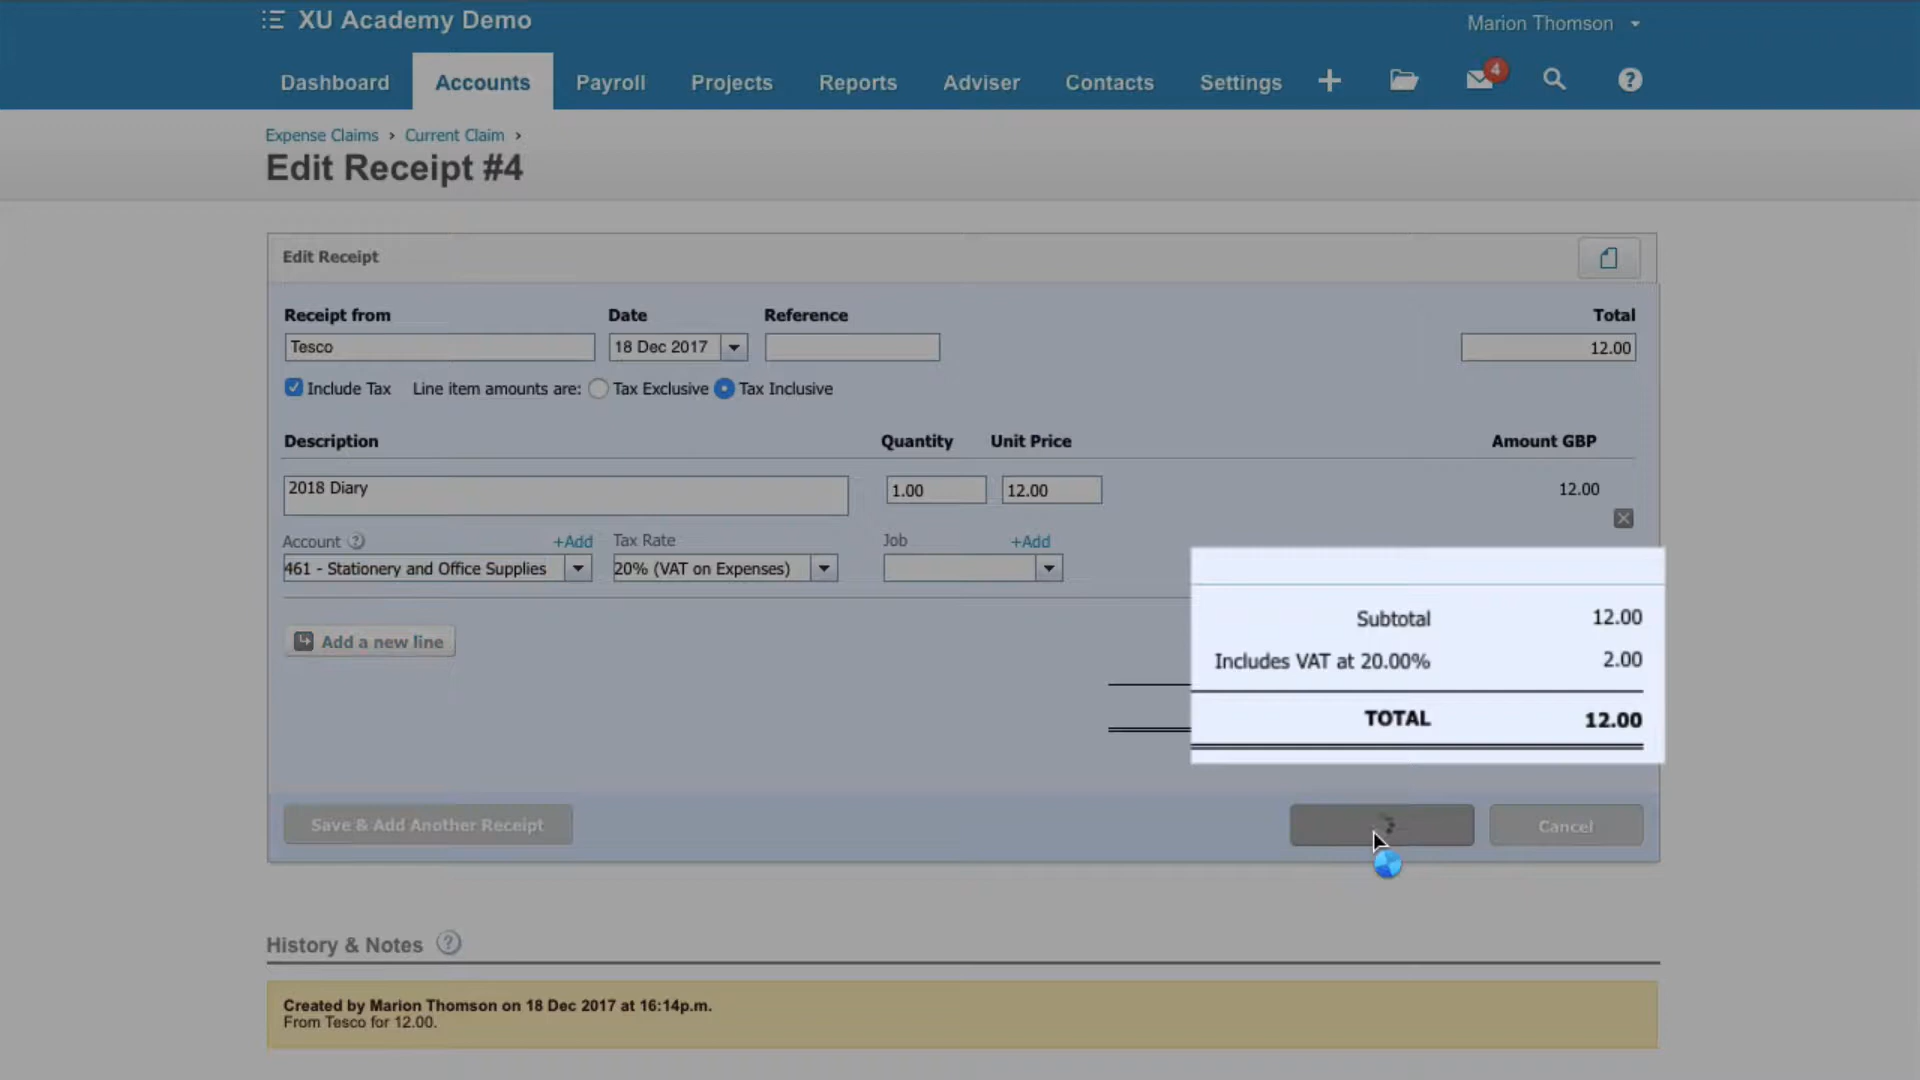 XU Academy Demo
Marion Thomson
Dashboard Accounts Payroll Projects Reports Adviser Contacts Settings 4
Expense Claims › Current Claim ›
Edit Receipt #4
Edit Receipt
Receipt from Date Reference Total
Tesco 18 Dec 2017 12.00
Include Tax Line item amounts are: Tax Exclusive Tax Inclusive
Description Quantity Unit Price Amount GBP
2018 Diary 1.00 12.00 12.00
Account +Add Tax Rate Job +Add
461 - Stationery and Office Supplies 20% (VAT on Expenses)
Subtotal 12.00
Add a new line
Includes VAT at 20.00% 2.00
TOTAL 12.00
Save & Add Another Receipt Cancel
History & Notes
Created by Marion Thomson on 18 Dec 2017 at 16:14p.m.
From Tesco for 12.00.